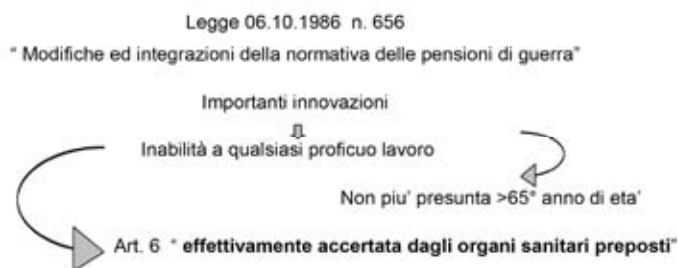 Legge 06.10.1986 n. 656
“ Modifiche ed integrazioni della normativa delle pensioni di guerra”
Importanti innovazioni
Inabilità a qualsiasi proficuo lavoro
Non piu’ presunta >65° anno di eta’
Art. 6 “ effettivamente accertata dagli organi sanitari preposti”